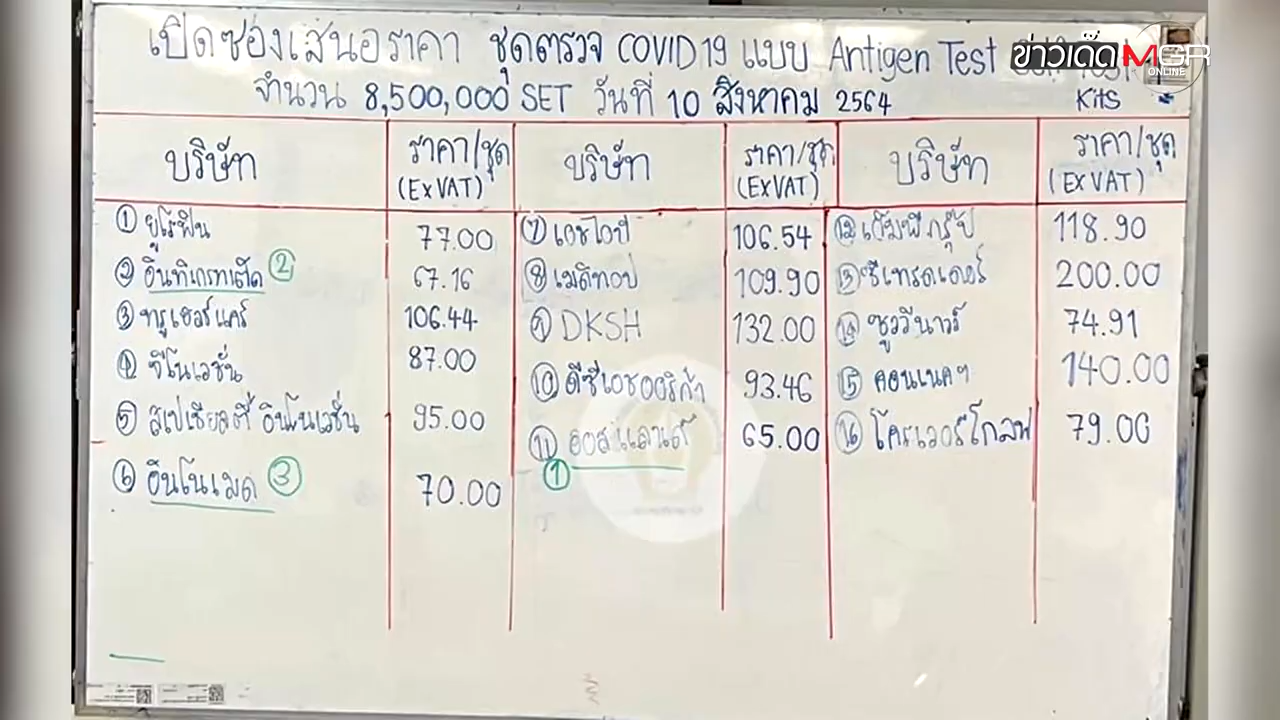 เปิดซองเสนอราคา ชุดตรวจ COVID 19 แบบ Antigen Test
ข่าวเด็ด MGR ONLINE
จำนวน 8,500,000 SET วันที่ 10 สิงหาคม 2564 Kits
บริษัท ราคา/ชุด (EX VAT) บริษัท ราคา/ชุด (EX VAT) บริษัท ราคา/ชุด (EX VAT)
① ยูโรฟิน 77.00
② อินทิเกรทเต็ด ② 67.16
③ ทรูเฮอร์แคร์ 106.44
④ จีโนเวชั่น 87.00
⑤ สเปเชียลตี้ อินโนเวชั่น 95.00
⑥ อินโนเมด ③ 70.00
⑦ เอชไอบี 106.54
⑧ เมดิทอป 109.90
⑨ DKSH 132.00
⑩ ดีซีเอชออริก้า 93.46
⑪ ออสแลนด์ 65.00
①
⑫ 118.90
⑬ ซีเทรดเดอร์ 200.00
⑭ ซูววีนาวร์ 74.91
⑮ คอนเนคฯ 140.00
⑯ โคร์เวอร์โกลฟ 79.00